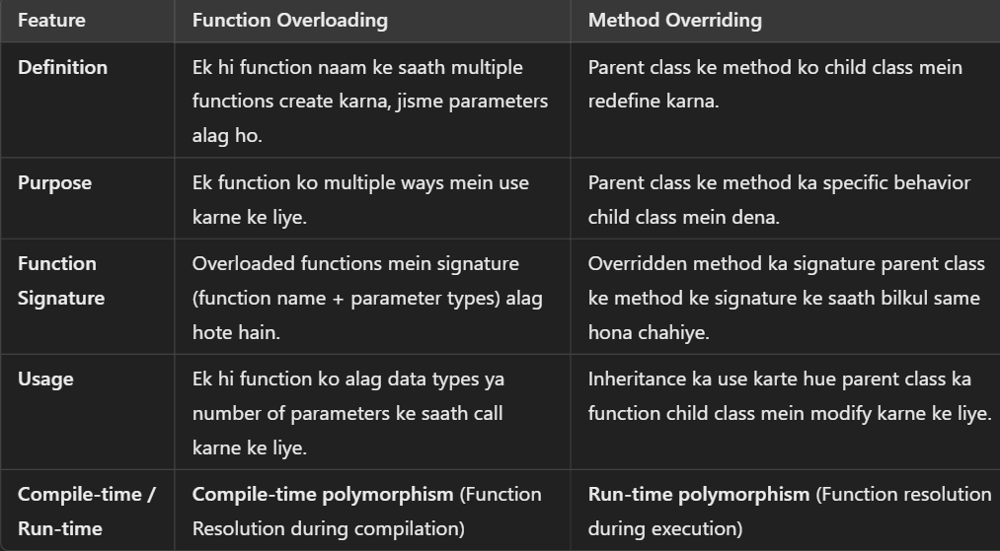 Feature Function Overloading Method Overriding
Definition
Ek hi function naam ke saath multiple
functions create karna, jisme parameters
alag ho.
Parent class ke method ko child class mein
redefine karna.
Purpose
Ek function ko multiple ways mein use
karne ke liye.
Parent class ke method ka specific behavior
child class mein dena.
Function
Signature
Overloaded functions mein signature
(function name + parameter types) alag
hote hain.
Overridden method ka signature parent class
ke method ke signature ke saath bilkul same
hona chahiye.
Usage
Ek hi function ko alag data types ya
number of parameters ke saath call
karne ke liye.
Inheritance ka use karte hue parent class ka
function child class mein modify karne ke liye.
Compile-time /
Run-time
Compile-time polymorphism (Function
Resolution during compilation)
Run-time polymorphism (Function resolution
during execution)